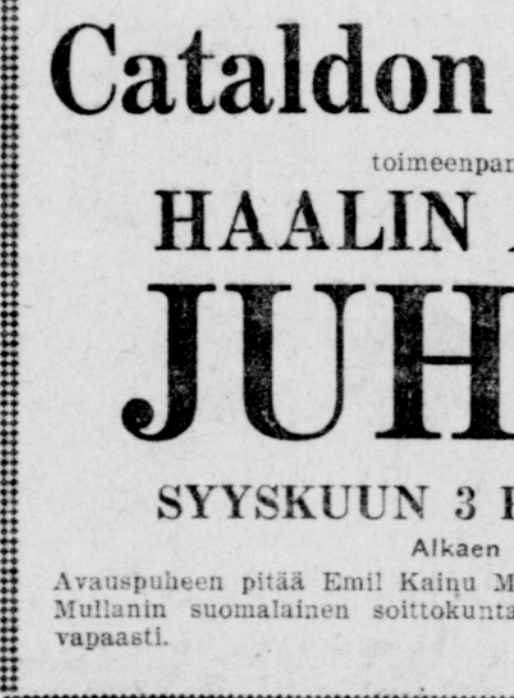 Cataldon
toimeenpar
HAALIN
JUH
SYYSKUUN 3
Alkaen
Avauspuheen pitää Emil Kainu M
Mullanin suomalainen soittokunta
vapaasti.